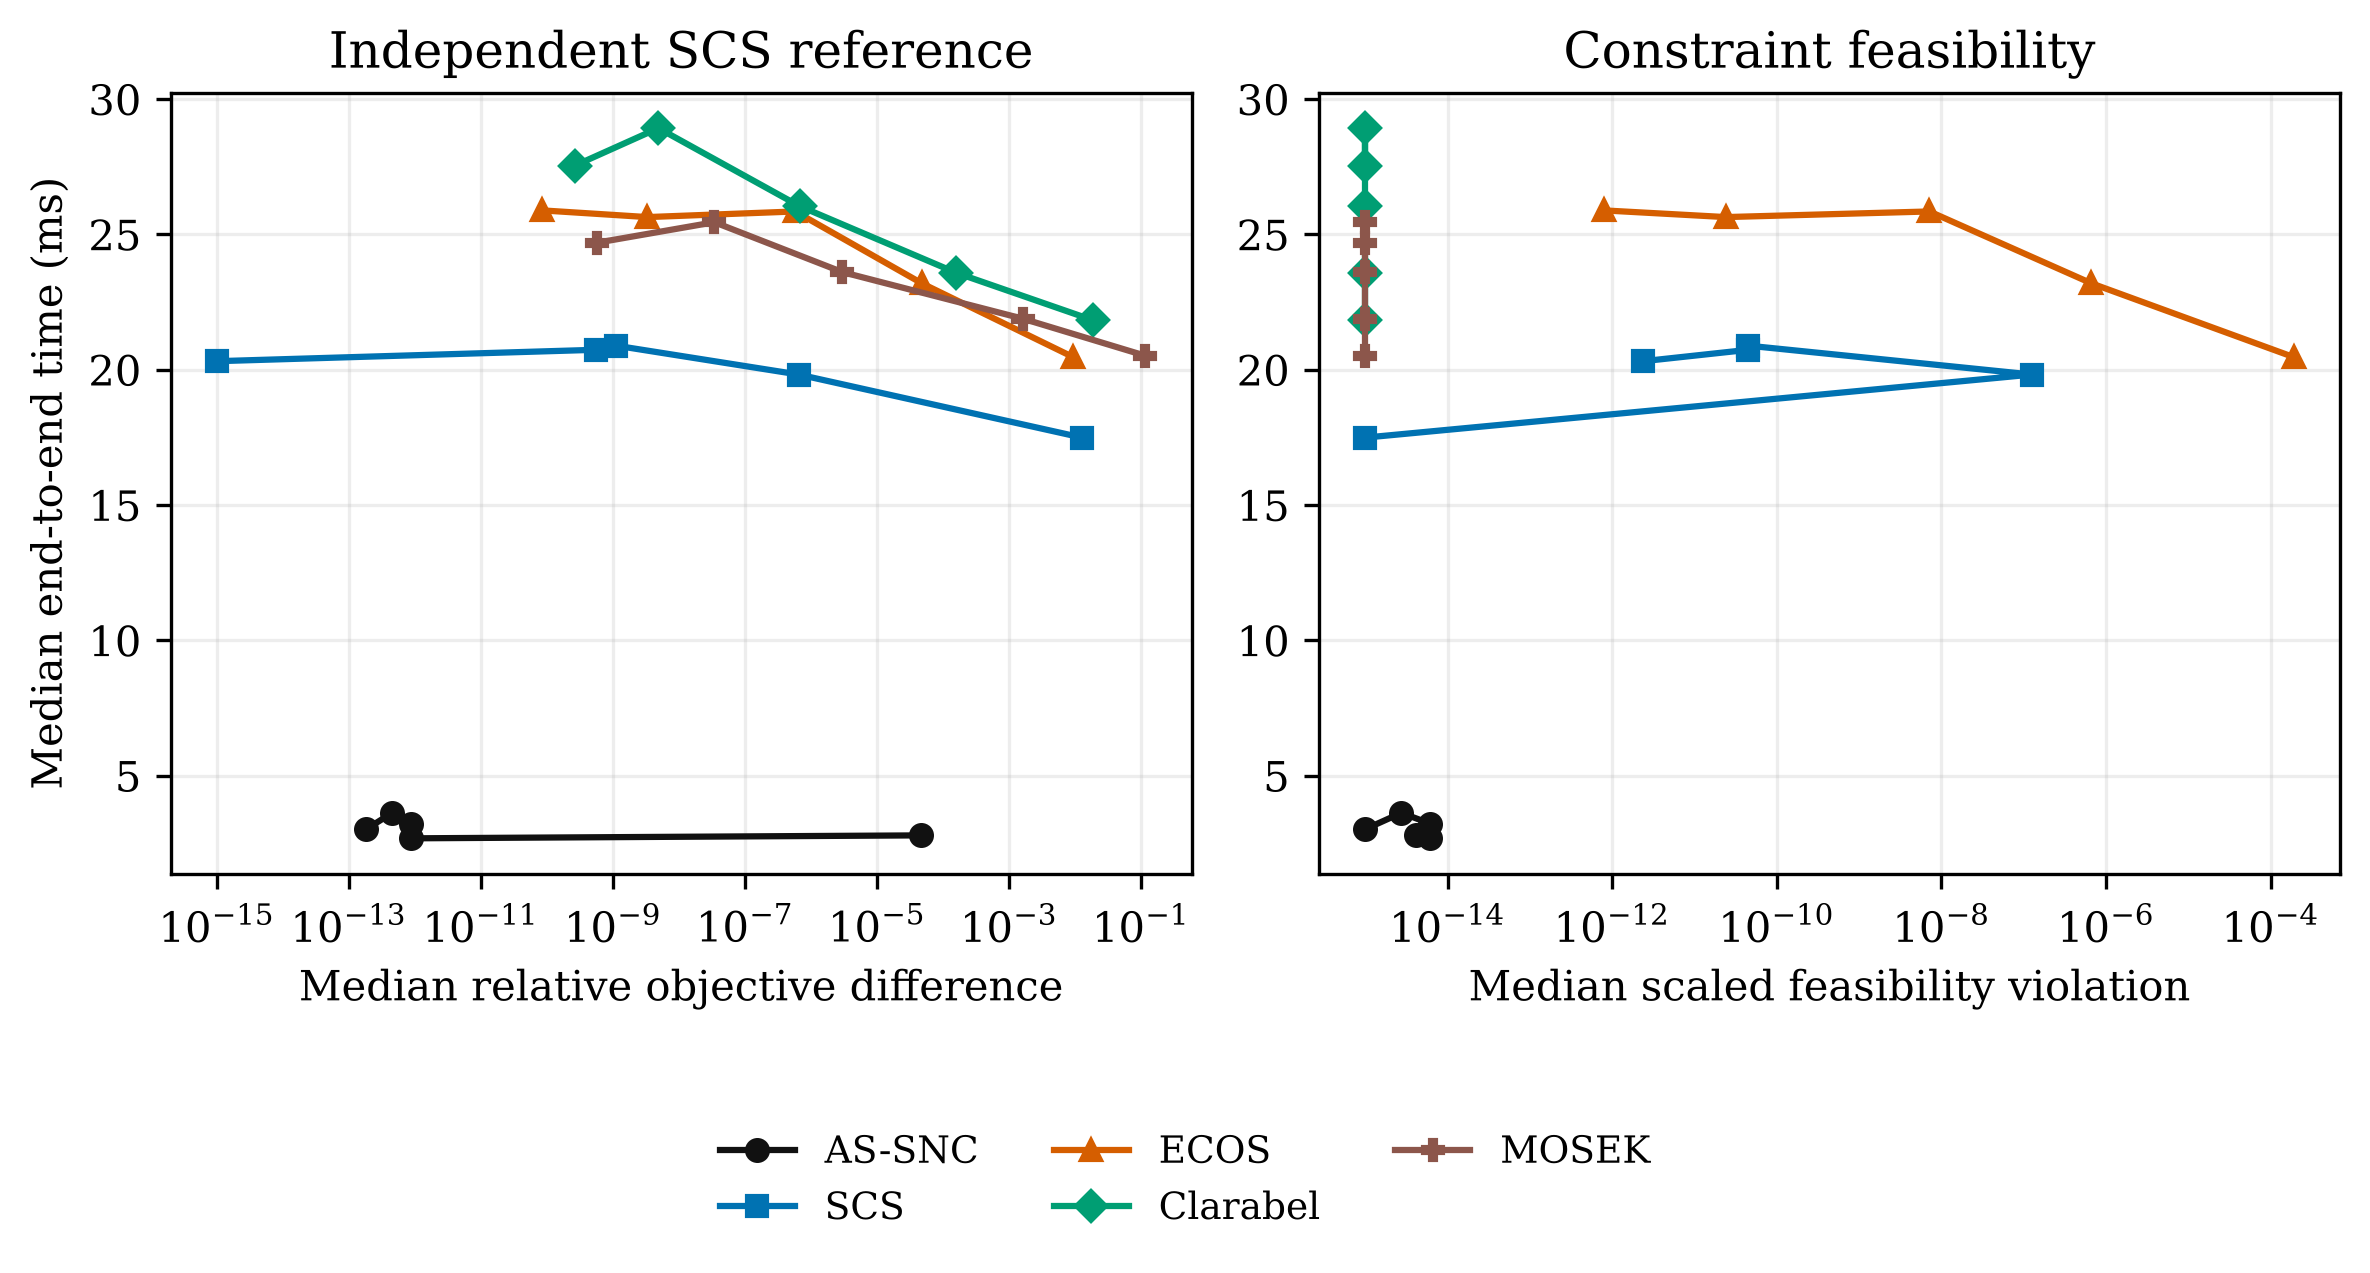 Independent SCS reference
Constraint feasibility
Median end-to-end time (ms)
30
25
20
15
10
5
30
25
20
15
10
5
10⁻¹⁵ 10⁻¹³ 10⁻¹¹ 10⁻⁹ 10⁻⁷ 10⁻⁵ 10⁻³ 10⁻¹
10⁻¹⁴ 10⁻¹² 10⁻¹⁰ 10⁻⁸ 10⁻⁶ 10⁻⁴
Median relative objective difference
Median scaled feasibility violation
AS-SNC
SCS
ECOS
Clarabel
MOSEK